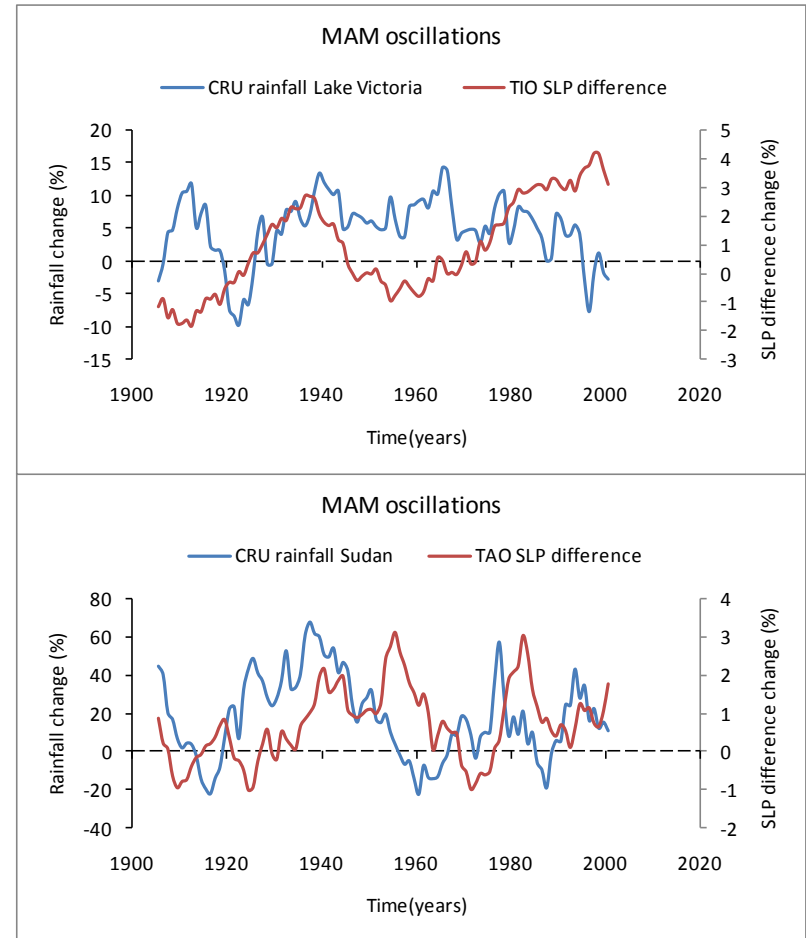 MAM oscillations
CRU rainfall Lake Victoria TIO SLP difference
Rainfall change (%)
20
15
10
5
0
-5
-10
-15
5
4
3
2
1
0
-1
-2
-3
SLP difference change (%)
1900 1920 1940 1960 1980 2000 2020
Time(years)
MAM oscillations
CRU rainfall Sudan TAO SLP difference
Rainfall change (%)
80
60
40
20
0
-20
-40
4
3
2
1
0
-1
-2
SLP difference change (%)
1900 1920 1940 1960 1980 2000 2020
Time(years)